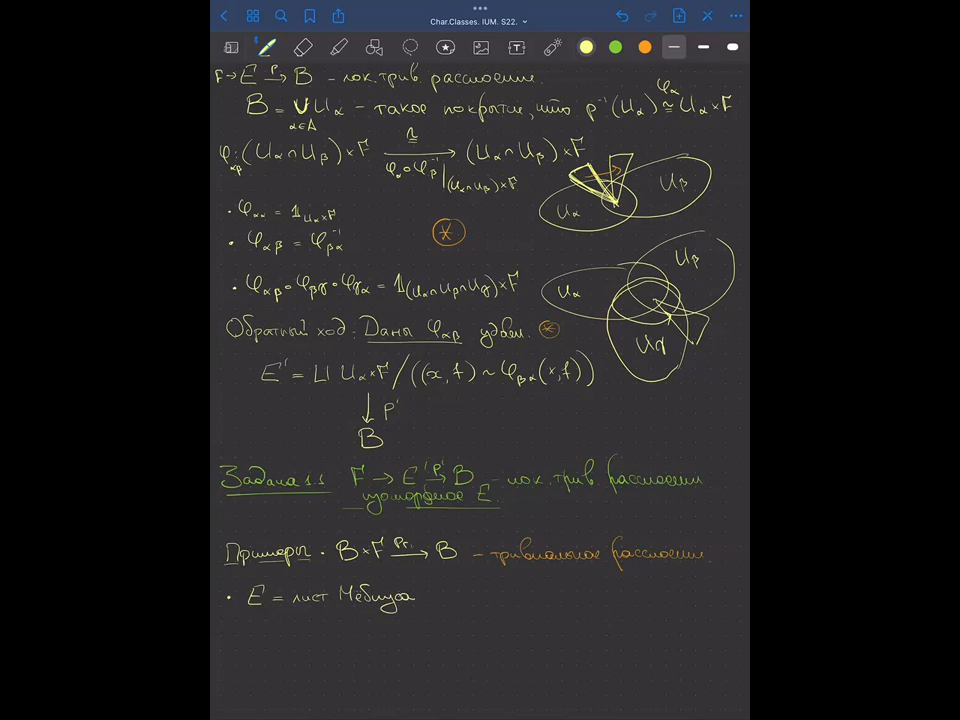 Char.Classes. IUM. S22.
F → E →ᵖ B – лок. трив. расслоение.
B = ∪ Uα – такое покрытие, что p⁻¹(Uα) ≅ Uα × F
α∈A
φα
φαβ: (Uα ∩ Uβ) × F → (Uα ∩ Uβ) × F
≅
φα ∘ φβ⁻¹ |(Uα∩Uβ)×F
Uα Uβ
· φαα = 𝟙 Uα×F
· φαβ = φβα⁻¹
*
· φαβ ∘ φβγ ∘ φγα = 𝟙 (Uα∩Uβ∩Uγ)×F
Uα Uβ Uγ
Обратный ход: Даны φαβ удовл. *
E' = ⊔ Uα × F / ((x, f) ~ φβα(x, f))
↓ p'
B
Задача 1.1 F → E' →ᵖ' B – лок. трив. расслоение
изоморфное E.
Примеры · B × F →ᵖʳ¹ B – тривиальное расслоение
· E = лист Мёбиуса